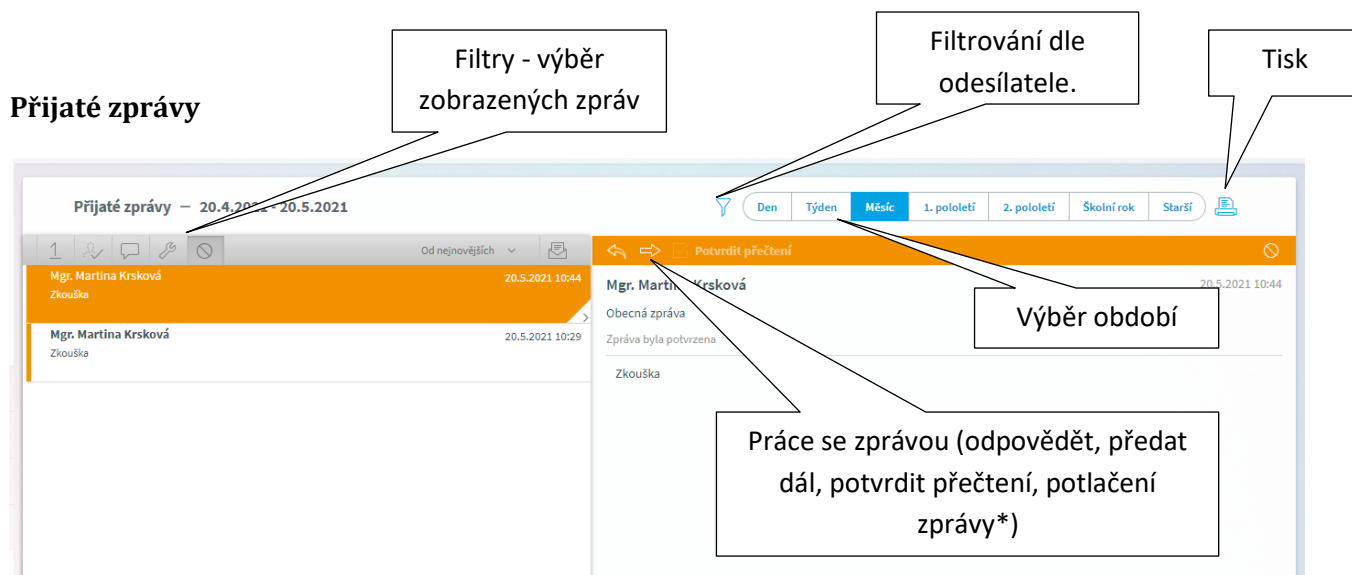 Filtry - výběr
zobrazených zpráv
Filtrování dle
odesílatele.
Tisk
Přijaté zprávy
Přijaté zprávy – 20.4.2021 - 20.5.2021
Den Týden Měsíc 1. pololetí 2. pololetí Školní rok Starší
1 Od nejnovějších
Potvrdit přečtení
Mgr. Martina Krsková 20.5.2021 10:44
Zkouška
Mgr. Martina Krsková 20.5.2021 10:29
Zkouška
Mgr. Martina Krsková 20.5.2021 10:44
Obecná zpráva
Zpráva byla potvrzena
Zkouška
Výběr období
Práce se zprávou (odpovědět, předat
dál, potvrdit přečtení, potlačení
zprávy*)